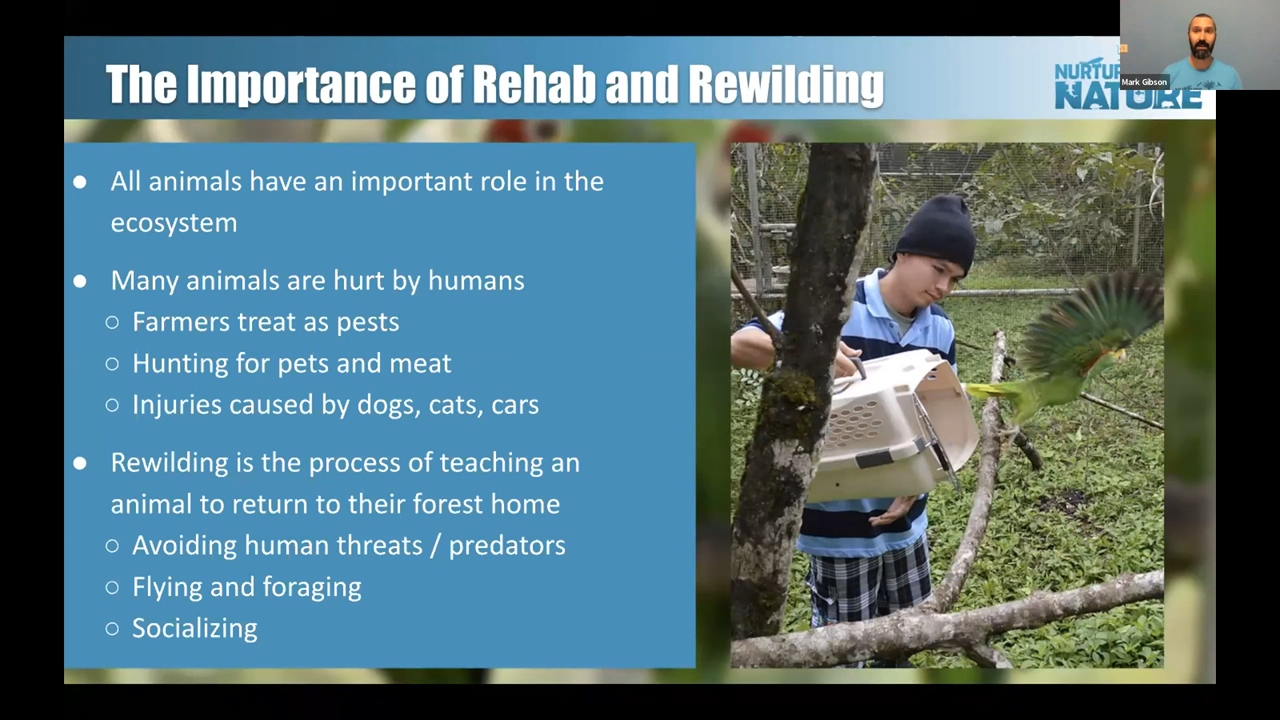 The Importance of Rehab and Rewilding
NURTUR
NATURE
Mark Gibson
● All animals have an important role in the
ecosystem
● Many animals are hurt by humans
○ Farmers treat as pests
○ Hunting for pets and meat
○ Injuries caused by dogs, cats, cars
● Rewilding is the process of teaching an
animal to return to their forest home
○ Avoiding human threats / predators
○ Flying and foraging
○ Socializing